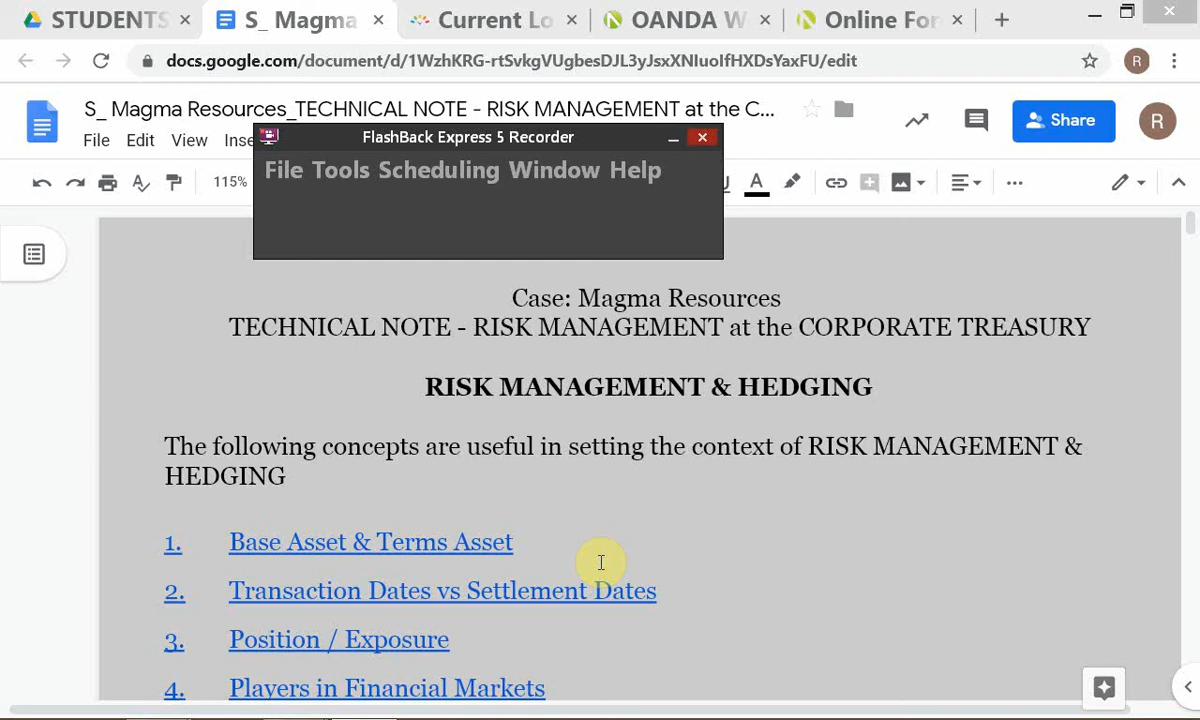 STUDENTS
S_ Magma
Current Lo
OANDA W
Online For
docs.google.com/document/d/1WzhKRG-rtSvkgVUgbesDJL3yJsxXNIuoIfHXDsYaxFU/edit
R
S_ Magma Resources_TECHNICAL NOTE - RISK MANAGEMENT at the C...
File Edit View Inse
Share
R
115%
FlashBack Express 5 Recorder
File Tools Scheduling Window Help
U A
Case: Magma Resources
TECHNICAL NOTE - RISK MANAGEMENT at the CORPORATE TREASURY
RISK MANAGEMENT & HEDGING
The following concepts are useful in setting the context of RISK MANAGEMENT &
HEDGING
1. Base Asset & Terms Asset
2. Transaction Dates vs Settlement Dates
3. Position / Exposure
4. Players in Financial Markets